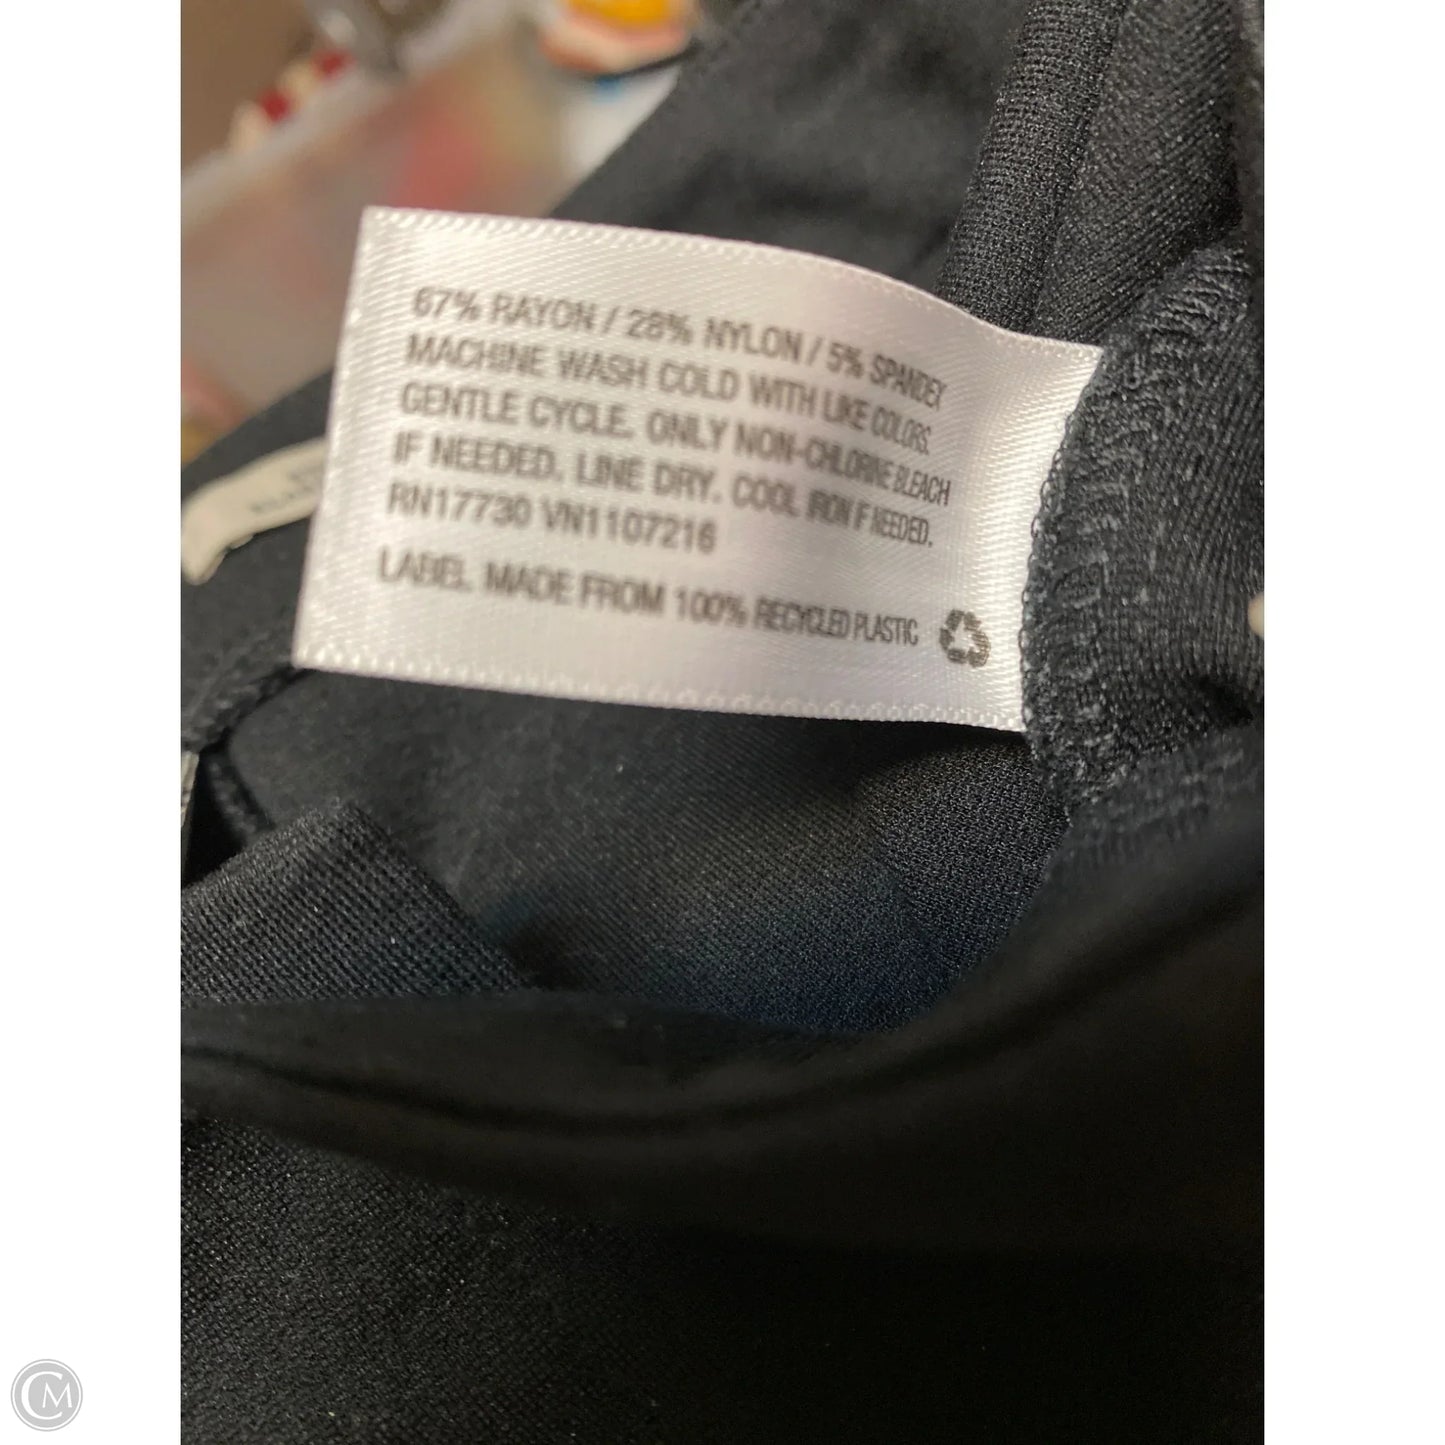 67% RAYON / 28% NYLON / 5% SPANDEX
MACHINE WASH COLD WITH LIKE COLORS.
GENTLE CYCLE. ONLY NON-CHLORINE BLEACH
IF NEEDED. LINE DRY. COOL IRON IF NEEDED.
RN17730 VN1107216
LABEL MADE FROM 100% RECYCLED PLASTIC
CM